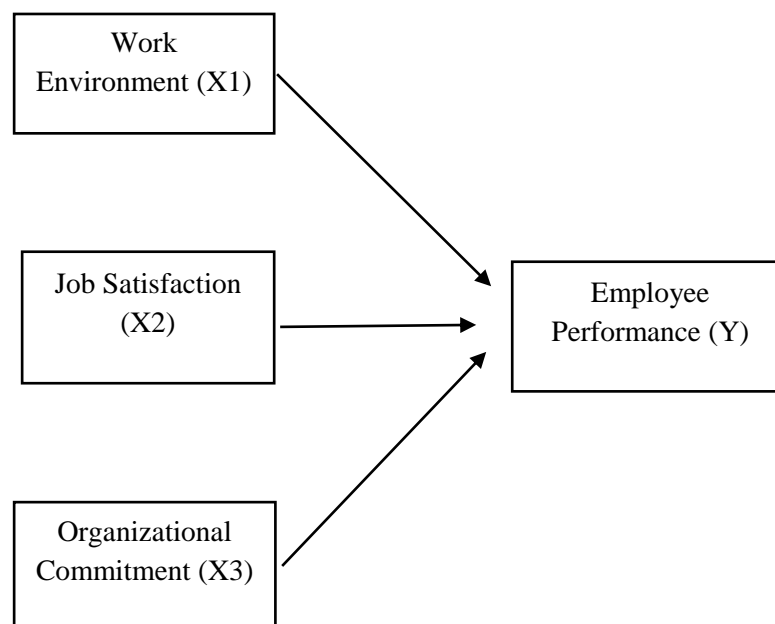 Work
Environment (X1)
Job Satisfaction
(X2)
Employee
Performance (Y)
Organizational
Commitment (X3)